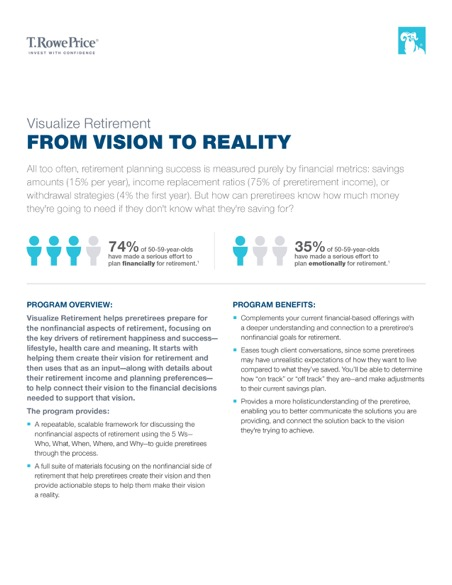 T.RowePrice®
INVEST WITH CONFIDENCE
Visualize Retirement
FROM VISION TO REALITY
All too often, retirement planning success is measured purely by financial metrics: savings
amounts (15% per year), income replacement ratios (75% of preretirement income), or
withdrawal strategies (4% the first year). But how can preretirees know how much money
they're going to need if they don't know what they're saving for?
74% of 50-59-year-olds
have made a serious effort to
plan financially for retirement.¹
35% of 50-59-year-olds
have made a serious effort to
plan emotionally for retirement.¹
PROGRAM OVERVIEW:
Visualize Retirement helps preretirees prepare for
the nonfinancial aspects of retirement, focusing on
the key drivers of retirement happiness and success—
lifestyle, health care and meaning. It starts with
helping them create their vision for retirement and
then uses that as an input—along with details about
their retirement income and planning preferences—
to help connect their vision to the financial decisions
needed to support that vision.
The program provides:
• A repeatable, scalable framework for discussing the
nonfinancial aspects of retirement using the 5 Ws—
Who, What, When, Where, and Why—to guide preretirees
through the process.
• A full suite of materials focusing on the nonfinancial side of
retirement that help preretirees create their vision and then
provide actionable steps to help them make their vision
a reality.
PROGRAM BENEFITS:
• Complements your current financial-based offerings with
a deeper understanding and connection to a preretiree's
nonfinancial goals for retirement.
• Eases tough client conversations, since some preretirees
may have unrealistic expectations of how they want to live
compared to what they've saved. You'll be able to determine
how "on track" or "off track" they are—and make adjustments
to their current savings plan.
• Provides a more holisticunderstanding of the preretiree,
enabling you to better communicate the solutions you are
providing, and connect the solution back to the vision
they're trying to achieve.